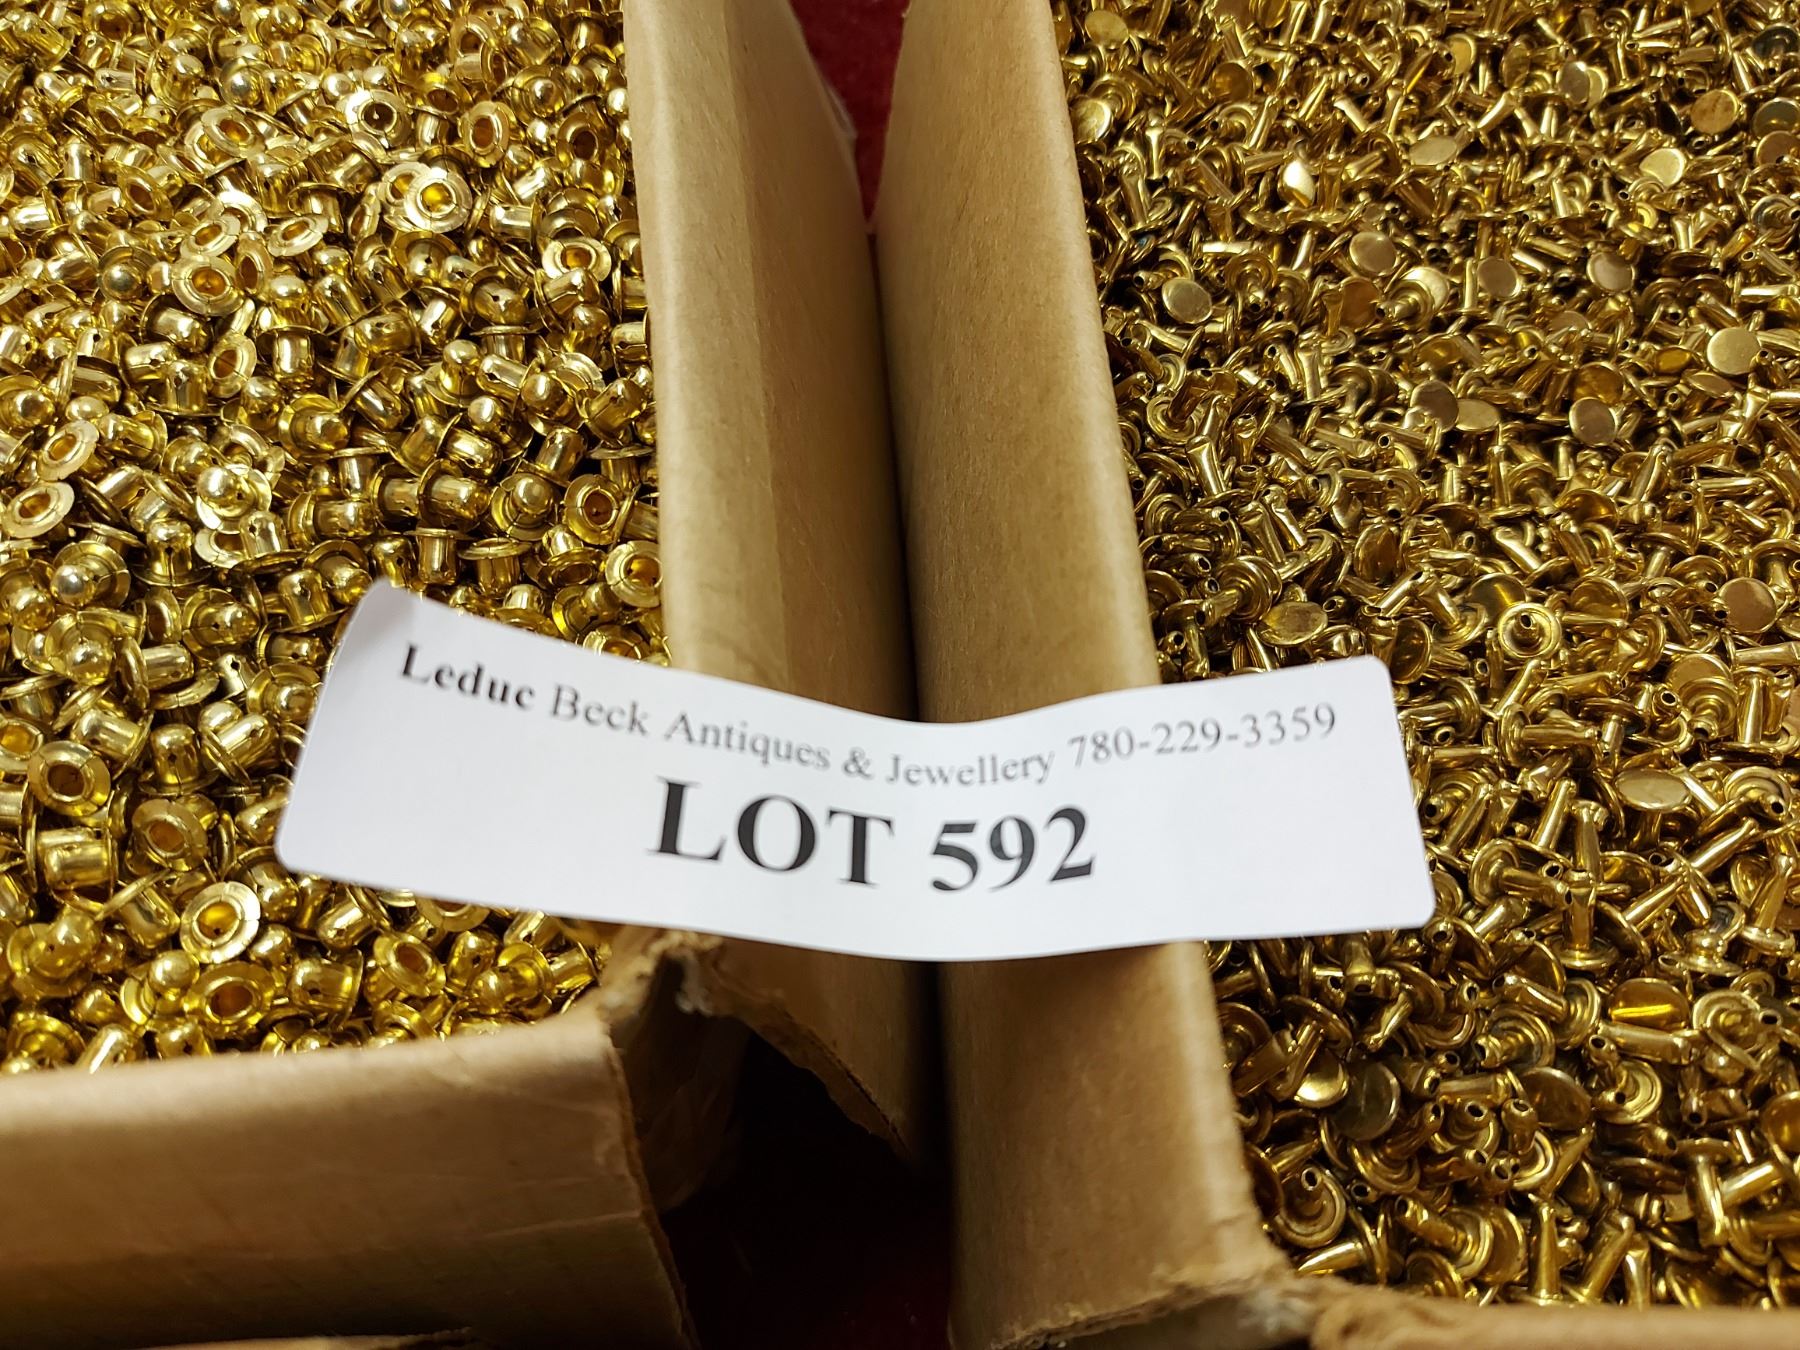 Leduc Beck Antiques & Jewellery 780-229-3359
LOT 592